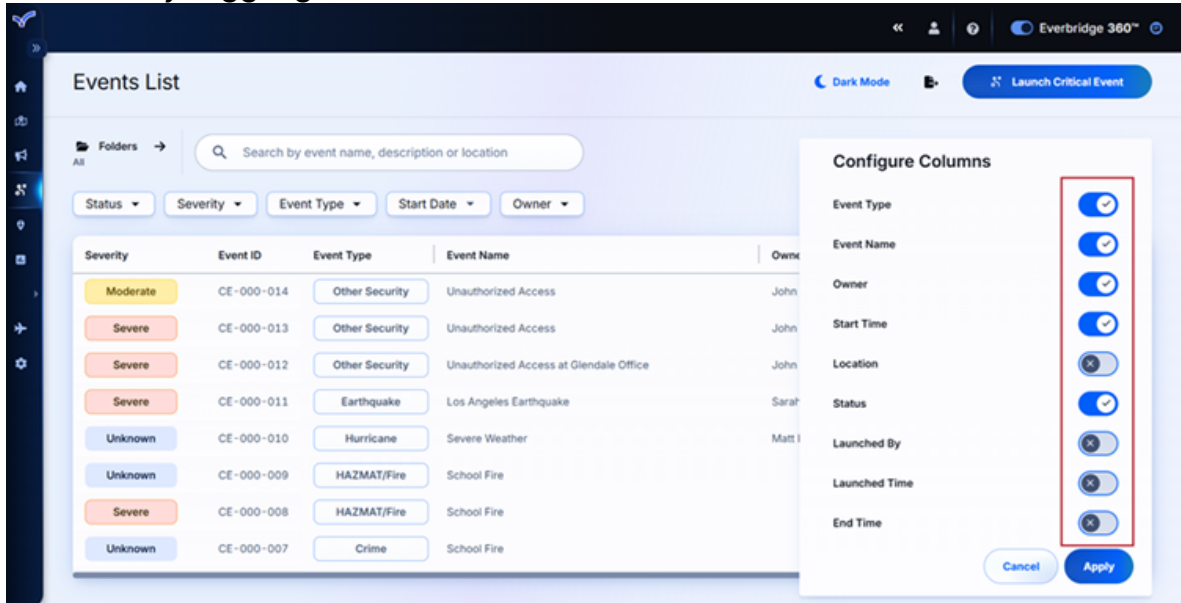 Everbridge 360™
Events List
Dark Mode
Launch Critical Event
Folders
All
Search by event name, description or location
Status
Severity
Event Type
Start Date
Owner
Severity Event ID Event Type Event Name Owne
Moderate CE-000-014 Other Security Unauthorized Access John
Severe CE-000-013 Other Security Unauthorized Access John
Severe CE-000-012 Other Security Unauthorized Access at Glendale Office John
Severe CE-000-011 Earthquake Los Angeles Earthquake Sarah
Unknown CE-000-010 Hurricane Severe Weather Matt
Unknown CE-000-009 HAZMAT/Fire School Fire
Severe CE-000-008 HAZMAT/Fire School Fire
Unknown CE-000-007 Crime School Fire
Configure Columns
Event Type
Event Name
Owner
Start Time
Location
Status
Launched By
Launched Time
End Time
Cancel
Apply